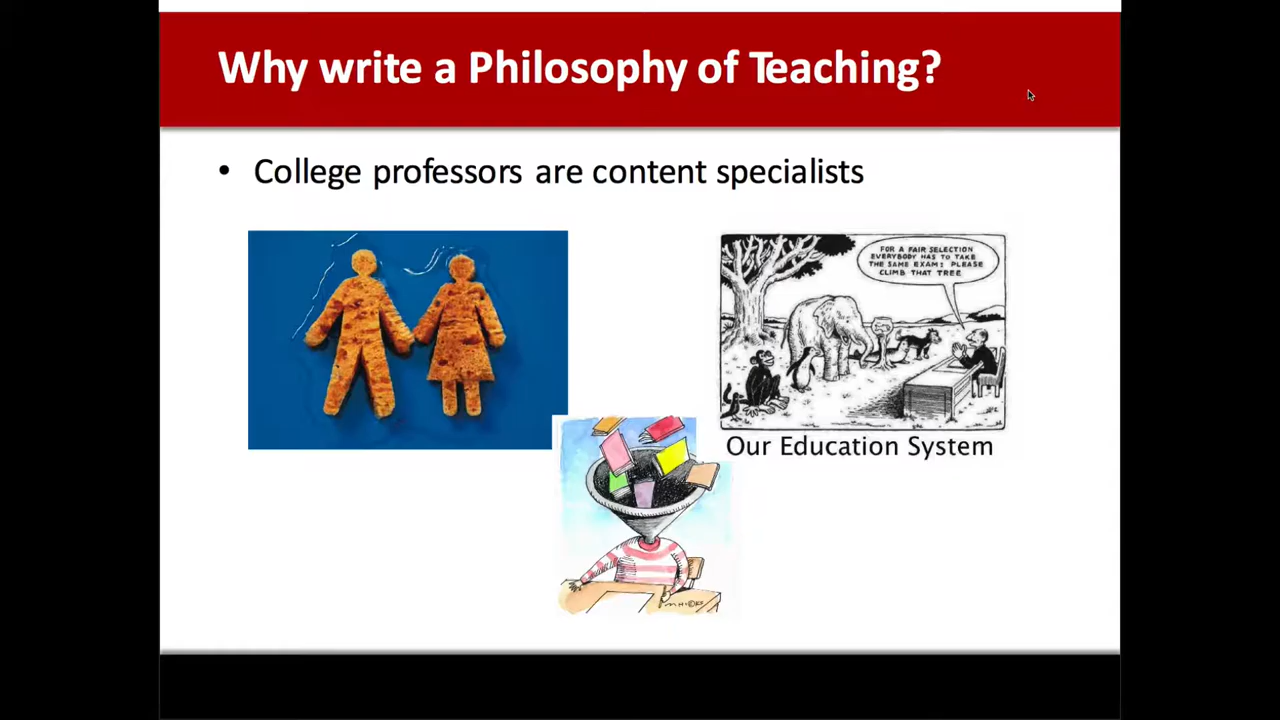 Why write a Philosophy of Teaching?
• College professors are content specialists
FOR A FAIR SELECTION
EVERYBODY HAS TO TAKE
THE SAME EXAM: PLEASE
CLIMB THAT TREE
Our Education System